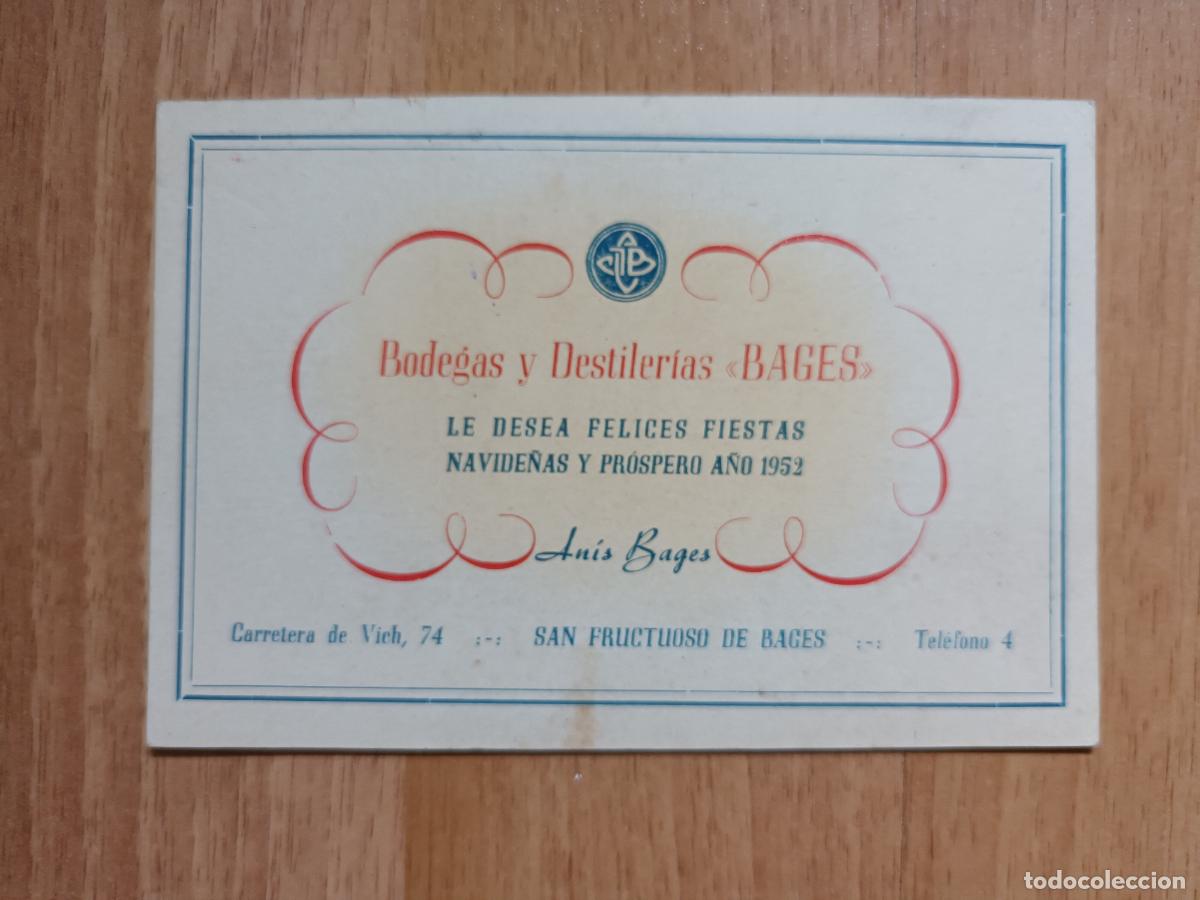 Bodegas y Destilerías «BAGES»
LE DESEA FELICES FIESTAS
NAVIDEÑAS Y PRÓSPERO AÑO 1952
Anís Bages
Carretera de Vich, 74 :-: SAN FRUCTUOSO DE BAGES :-: Teléfono 4
todocoleccion